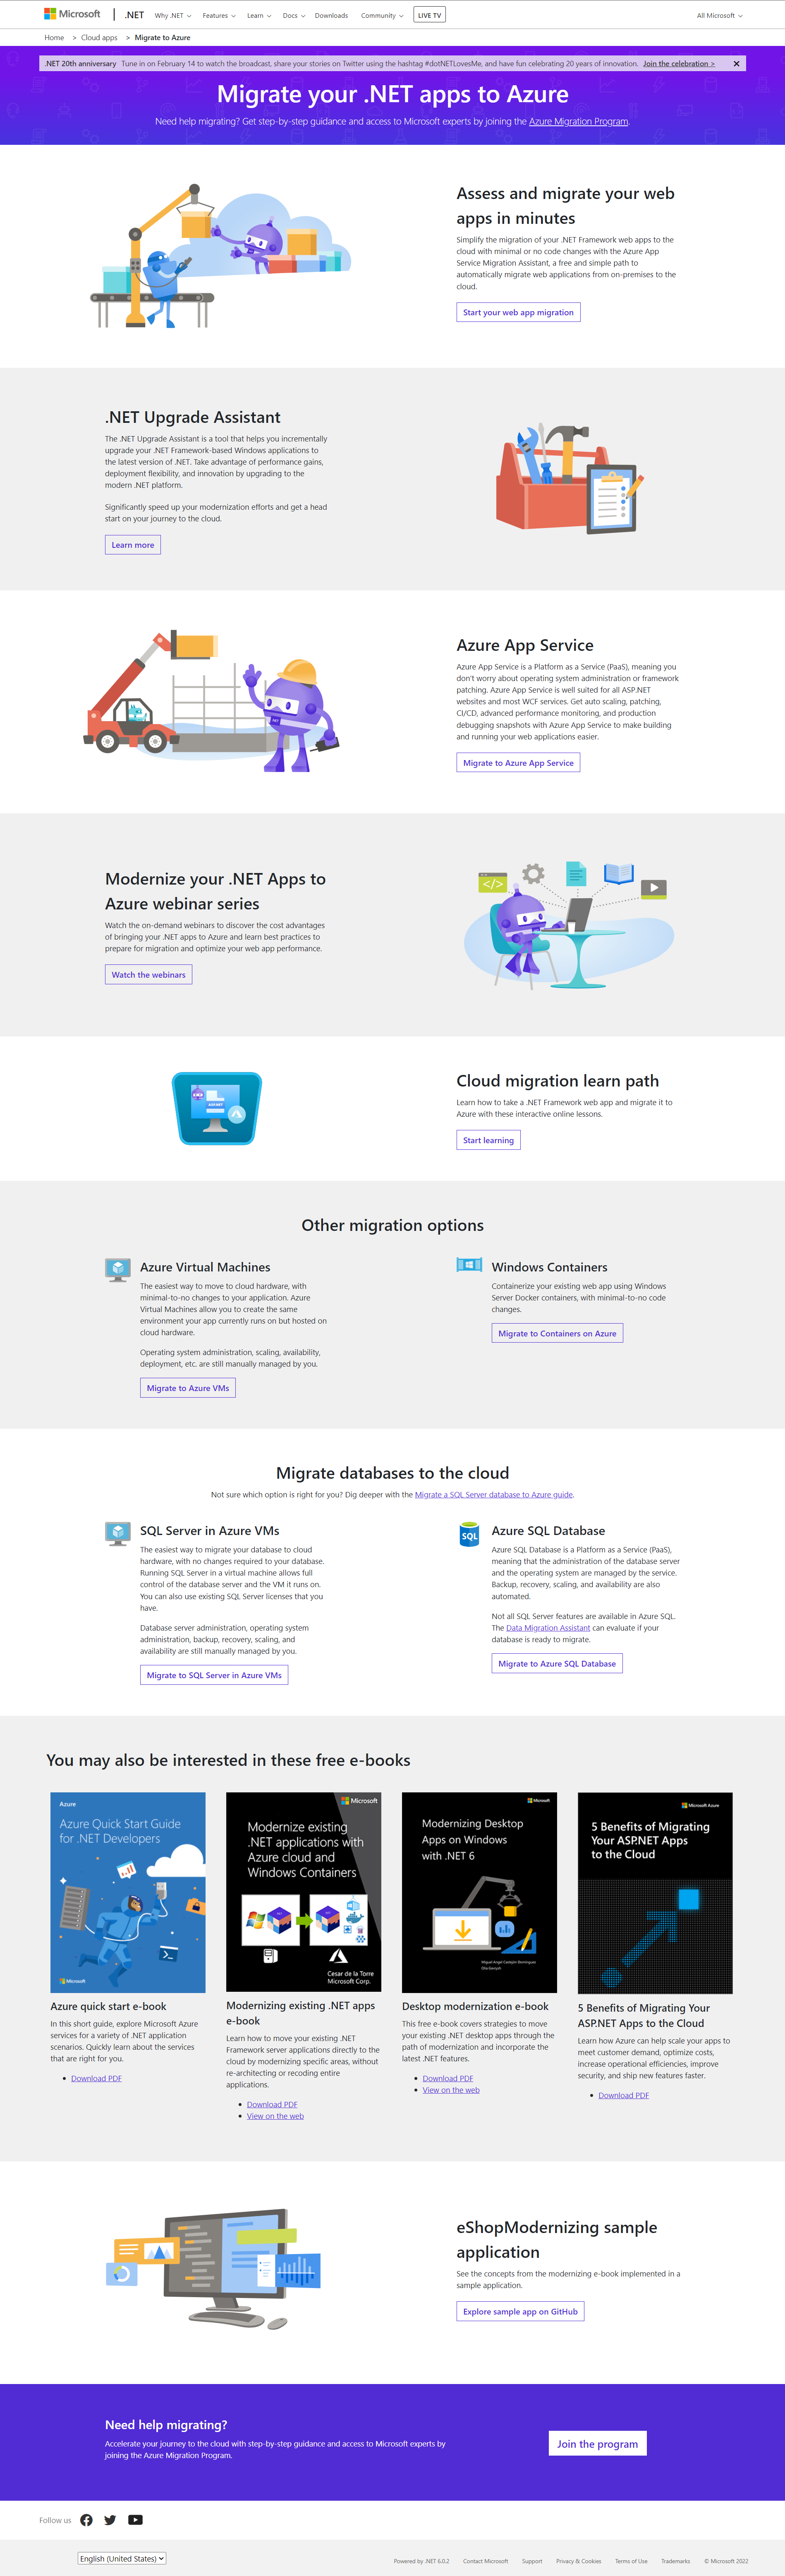 Microsoft .NET Why .NET Features Learn Docs Downloads Community LIVE TV All Microsoft
Home > Cloud apps > Migrate to Azure
.NET 20th anniversary Tune in on February 14 to watch the broadcast, share your stories on Twitter using the hashtag #dotNETLovesMe, and have fun celebrating 20 years of innovation. Join the celebration >
Migrate your .NET apps to Azure
Need help migrating? Get step-by-step guidance and access to Microsoft experts by joining the Azure Migration Program.
Assess and migrate your web
apps in minutes
Simplify the migration of your .NET Framework web apps to the
cloud with minimal or no code changes with the Azure App
Service Migration Assistant, a free and simple path to
automatically migrate web applications from on-premises to the
cloud.
Start your web app migration
.NET Upgrade Assistant
The .NET Upgrade Assistant is a tool that helps you incrementally
upgrade your .NET Framework-based Windows applications to
the latest version of .NET. Take advantage of performance gains,
deployment flexibility, and innovation by upgrading to the
modern .NET platform.
Significantly speed up your modernization efforts and get a head
start on your journey to the cloud.
Learn more
Azure App Service
Azure App Service is a Platform as a Service (PaaS), meaning you
don't worry about operating system administration or framework
patching. Azure App Service is well suited for all ASP.NET
websites and most WCF services. Get auto scaling, patching,
CI/CD, advanced performance monitoring, and production
debugging snapshots with Azure App Service to make building
and running your web applications easier.
Migrate to Azure App Service
Modernize your .NET Apps to
Azure webinar series
Watch the on-demand webinars to discover the cost advantages
of bringing your .NET apps to Azure and learn best practices to
prepare for migration and optimize your web app performance.
Watch the webinars
</>
ASP.NET
Cloud migration learn path
Learn how to take a .NET Framework web app and migrate it to
Azure with these interactive online lessons.
Start learning
Other migration options
Azure Virtual Machines
The easiest way to move to cloud hardware, with
minimal-to-no changes to your application. Azure
Virtual Machines allow you to create the same
environment your app currently runs on but hosted on
cloud hardware.
Operating system administration, scaling, availability,
deployment, etc. are still manually managed by you.
Migrate to Azure VMs
Windows Containers
Containerize your existing web app using Windows
Server Docker containers, with minimal-to-no code
changes.
Migrate to Containers on Azure
Migrate databases to the cloud
Not sure which option is right for you? Dig deeper with the Migrate a SQL Server database to Azure guide.
SQL Server in Azure VMs
The easiest way to migrate your database to cloud
hardware, with no changes required to your database.
Running SQL Server in a virtual machine allows full
control of the database server and the VM it runs on.
You can also use existing SQL Server licenses that you
have.
Database server administration, operating system
administration, backup, recovery, scaling, and
availability are still manually managed by you.
Migrate to SQL Server in Azure VMs
SQL
Azure SQL Database
Azure SQL Database is a Platform as a Service (PaaS),
meaning that the administration of the database server
and the operating system are managed by the service.
Backup, recovery, scaling, and availability are also
automated.
Not all SQL Server features are available in Azure SQL.
The Data Migration Assistant can evaluate if your
database is ready to migrate.
Migrate to Azure SQL Database
You may also be interested in these free e-books
Azure
Azure Quick Start Guide
for .NET Developers
Microsoft
Azure quick start e-book
In this short guide, explore Microsoft Azure
services for a variety of .NET application
scenarios. Quickly learn about the services
that are right for you.
Download PDF
Microsoft
Modernize existing
.NET applications with
Azure cloud and
Windows Containers
Cesar de la Torre
Microsoft Corp.
Modernizing existing .NET apps
e-book
Learn how to move your existing .NET
Framework server applications directly to the
cloud by modernizing specific areas, without
re-architecting or recoding entire
applications.
Download PDF
View on the web
Microsoft
Modernizing Desktop
Apps on Windows
with .NET 6
Desktop modernization e-book
This free e-book covers strategies to move
your existing .NET desktop apps through the
path of modernization and incorporate the
latest .NET features.
Download PDF
View on the web
Microsoft Azure
5 Benefits of Migrating
Your ASP.NET Apps
to the Cloud
5 Benefits of Migrating Your
ASP.NET Apps to the Cloud
Learn how Azure can help scale your apps to
meet customer demand, optimize costs,
increase operational efficiencies, improve
security, and ship new features faster.
Download PDF
eShopModernizing sample
application
See the concepts from the modernizing e-book implemented in a
sample application.
Explore sample app on GitHub
Need help migrating?
Accelerate your journey to the cloud with step-by-step guidance and access to Microsoft experts by
joining the Azure Migration Program.
Join the program
Follow us
English (United States)
Powered by .NET 6.0.2 Contact Microsoft Support Privacy & Cookies Terms of Use Trademarks © Microsoft 2022